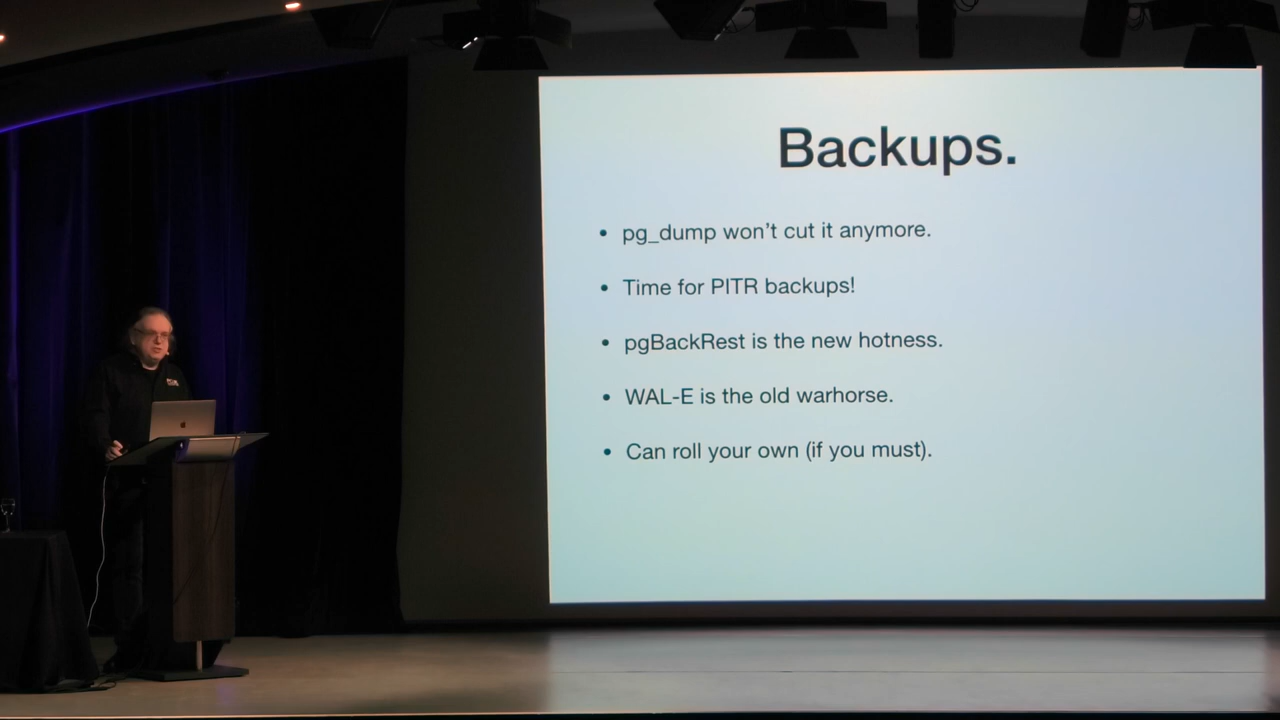 Backups.
• pg_dump won’t cut it anymore.
• Time for PITR backups!
• pgBackRest is the new hotness.
• WAL-E is the old warhorse.
• Can roll your own (if you must).